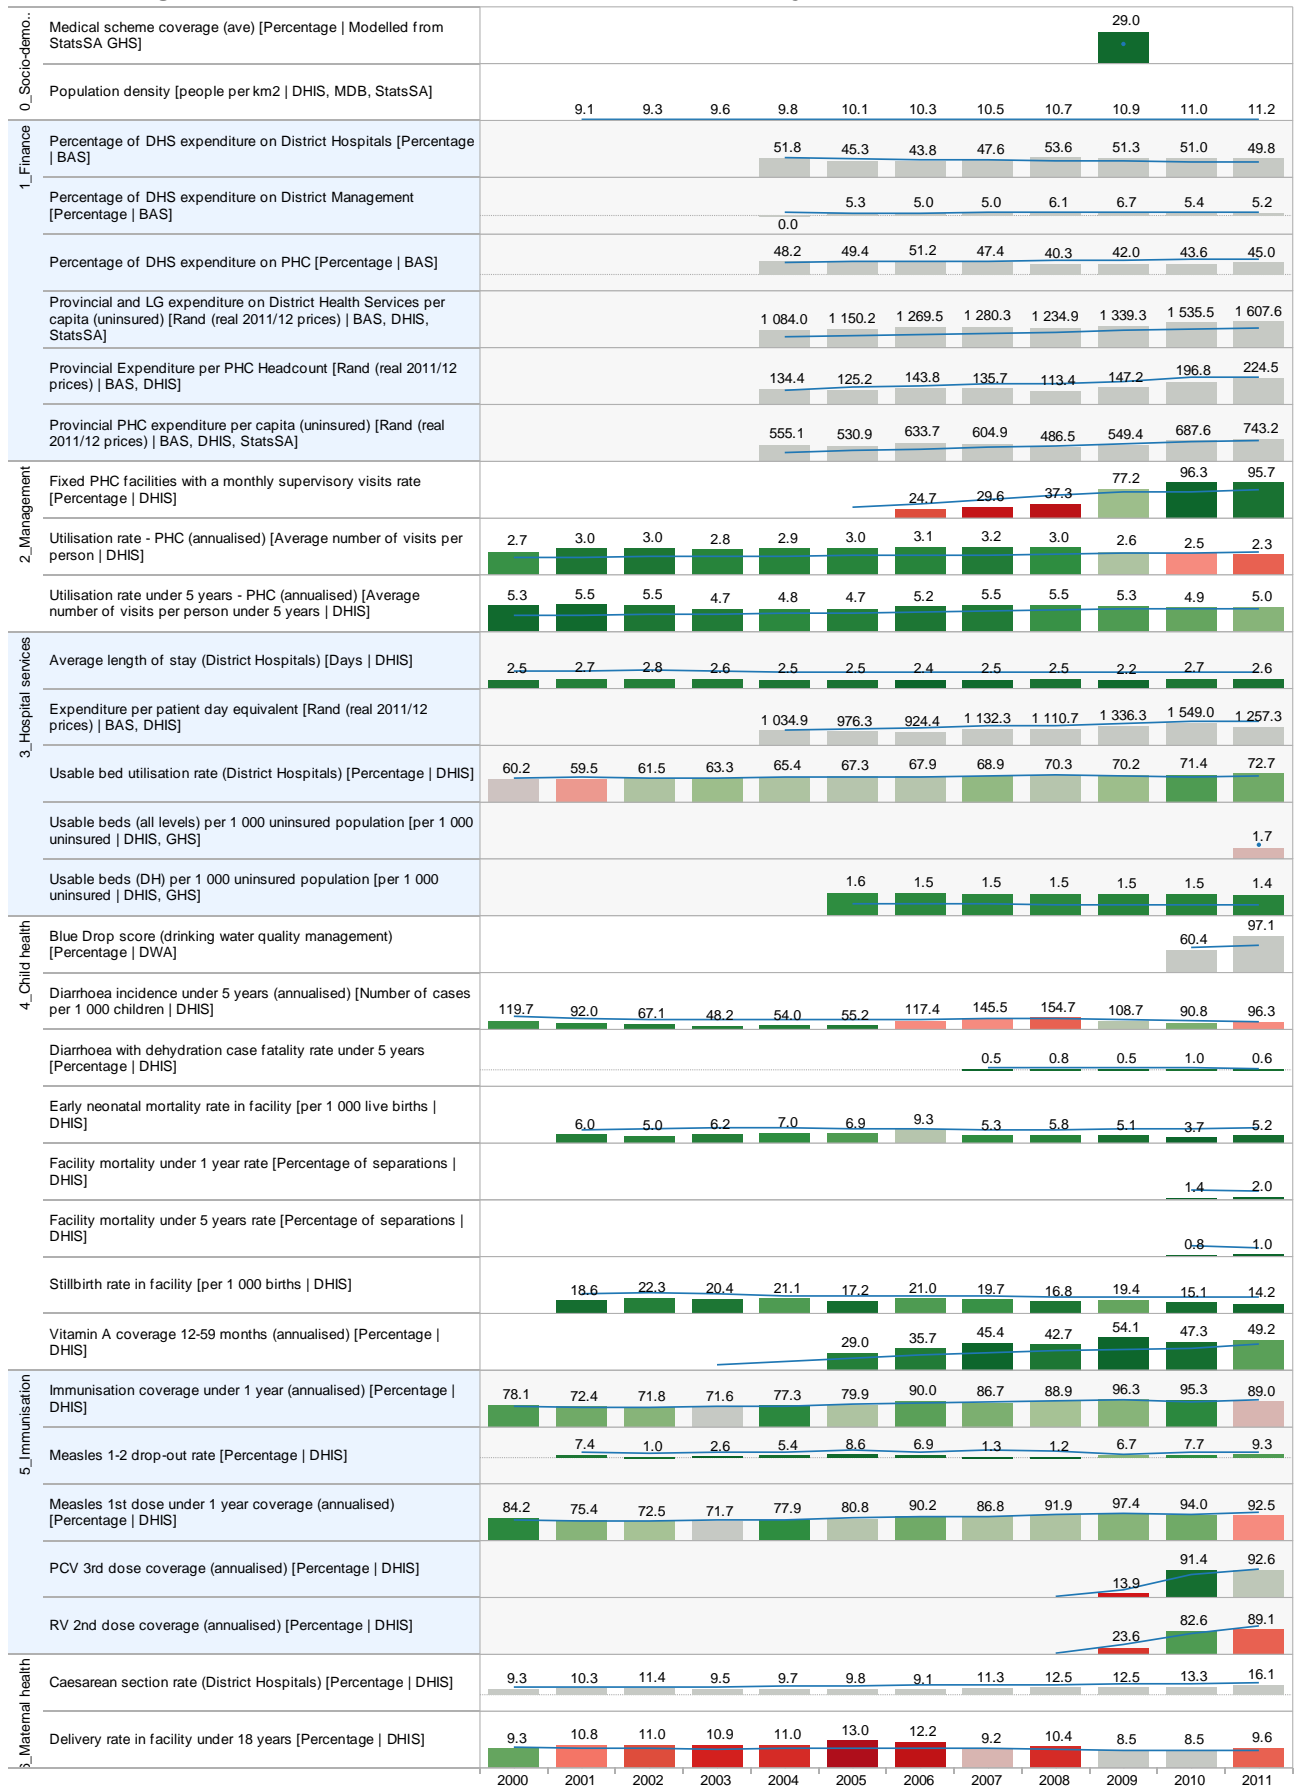 0_Socio-demo..
Medical scheme coverage (ave) [Percentage | Modelled from
StatsSA GHS]
29.0
Population density [people per km2 | DHIS, MDB, StatsSA]
9.1 9.3 9.6 9.8 10.1 10.3 10.5 10.7 10.9 11.0 11.2
1_Finance
Percentage of DHS expenditure on District Hospitals [Percentage
| BAS]
51.8 45.3 43.8 47.6 53.6 51.3 51.0 49.8
Percentage of DHS expenditure on District Management
[Percentage | BAS]
0.0 5.3 5.0 5.0 6.1 6.7 5.4 5.2
Percentage of DHS expenditure on PHC [Percentage | BAS]
48.2 49.4 51.2 47.4 40.3 42.0 43.6 45.0
Provincial and LG expenditure on District Health Services per
capita (uninsured) [Rand (real 2011/12 prices) | BAS, DHIS,
StatsSA]
1 084.0 1 150.2 1 269.5 1 280.3 1 234.9 1 339.3 1 535.5 1 607.6
Provincial Expenditure per PHC Headcount [Rand (real 2011/12
prices) | BAS, DHIS]
134.4 125.2 143.8 135.7 113.4 147.2 196.8 224.5
Provincial PHC expenditure per capita (uninsured) [Rand (real
2011/12 prices) | BAS, DHIS, StatsSA]
555.1 530.9 633.7 604.9 486.5 549.4 687.6 743.2
2_Management
Fixed PHC facilities with a monthly supervisory visits rate
[Percentage | DHIS]
24.7 29.6 37.3 77.2 96.3 95.7
Utilisation rate - PHC (annualised) [Average number of visits per
person | DHIS]
2.7 3.0 3.0 2.8 2.9 3.0 3.1 3.2 3.0 2.6 2.5 2.3
Utilisation rate under 5 years - PHC (annualised) [Average
number of visits per person under 5 years | DHIS]
5.3 5.5 5.5 4.7 4.8 4.7 5.2 5.5 5.5 5.3 4.9 5.0
3_Hospital services
Average length of stay (District Hospitals) [Days | DHIS]
2.5 2.7 2.8 2.6 2.5 2.5 2.4 2.5 2.5 2.2 2.7 2.6
Expenditure per patient day equivalent [Rand (real 2011/12
prices) | BAS, DHIS]
1 034.9 976.3 924.4 1 132.3 1 110.7 1 336.3 1 549.0 1 257.3
Usable bed utilisation rate (District Hospitals) [Percentage | DHIS]
60.2 59.5 61.5 63.3 65.4 67.3 67.9 68.9 70.3 70.2 71.4 72.7
Usable beds (all levels) per 1 000 uninsured population [per 1 000
uninsured | DHIS, GHS]
1.7
Usable beds (DH) per 1 000 uninsured population [per 1 000
uninsured | DHIS, GHS]
1.6 1.5 1.5 1.5 1.5 1.5 1.4
4_Child health
Blue Drop score (drinking water quality management)
[Percentage | DWA]
60.4 97.1
Diarrhoea incidence under 5 years (annualised) [Number of cases
per 1 000 children | DHIS]
119.7 92.0 67.1 48.2 54.0 55.2 117.4 145.5 154.7 108.7 90.8 96.3
Diarrhoea with dehydration case fatality rate under 5 years
[Percentage | DHIS]
0.5 0.8 0.5 1.0 0.6
Early neonatal mortality rate in facility [per 1 000 live births |
DHIS]
6.0 5.0 6.2 7.0 6.9 9.3 5.3 5.8 5.1 3.7 5.2
Facility mortality under 1 year rate [Percentage of separations |
DHIS]
1.4 2.0
Facility mortality under 5 years rate [Percentage of separations |
DHIS]
0.8 1.0
Stillbirth rate in facility [per 1 000 births | DHIS]
18.6 22.3 20.4 21.1 17.2 21.0 19.7 16.8 19.4 15.1 14.2
Vitamin A coverage 12-59 months (annualised) [Percentage |
DHIS]
29.0 35.7 45.4 42.7 54.1 47.3 49.2
5_Immunisation
Immunisation coverage under 1 year (annualised) [Percentage |
DHIS]
78.1 72.4 71.8 71.6 77.3 79.9 90.0 86.7 88.9 96.3 95.3 89.0
Measles 1-2 drop-out rate [Percentage | DHIS]
7.4 1.0 2.6 5.4 8.6 6.9 1.3 1.2 6.7 7.7 9.3
Measles 1st dose under 1 year coverage (annualised)
[Percentage | DHIS]
84.2 75.4 72.5 71.7 77.9 80.8 90.2 86.8 91.9 97.4 94.0 92.5
PCV 3rd dose coverage (annualised) [Percentage | DHIS]
13.9 91.4 92.6
RV 2nd dose coverage (annualised) [Percentage | DHIS]
23.6 82.6 89.1
Maternal health
Caesarean section rate (District Hospitals) [Percentage | DHIS]
9.3 10.3 11.4 9.5 9.7 9.8 9.1 11.3 12.5 12.5 13.3 16.1
Delivery rate in facility under 18 years [Percentage | DHIS]
9.3 10.8 11.0 10.9 11.0 13.0 12.2 9.2 10.4 8.5 8.5 9.6
2000 2001 2002 2003 2004 2005 2006 2007 2008 2009 2010 2011